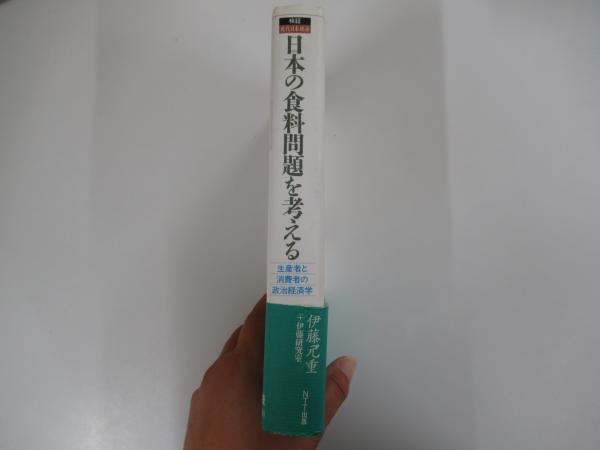 検証
現代日本経済
日本の食料問題を考える
生産者と
消費者の
政治経済学
伊藤元重
+伊藤研究室
NTT出版